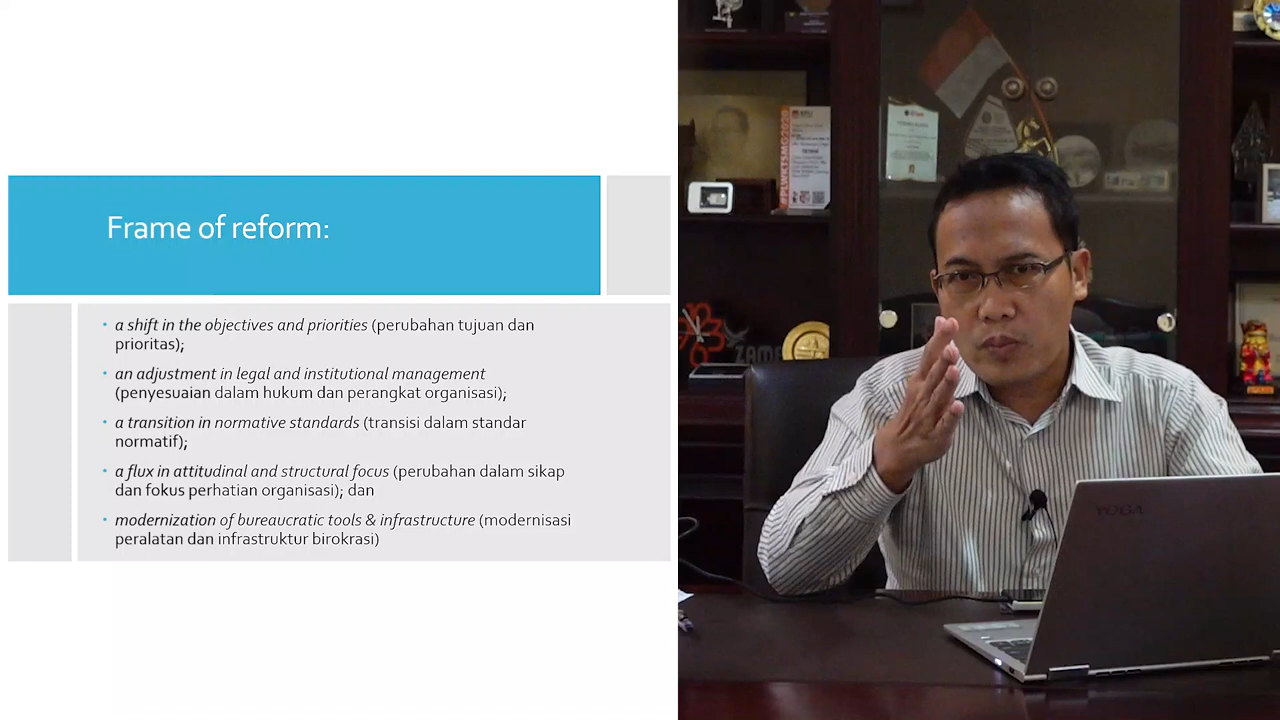 Frame of reform:
• a shift in the objectives and priorities (perubahan tujuan dan
prioritas);
• an adjustment in legal and institutional management
(penyesuaian dalam hukum dan perangkat organisasi);
• a transition in normative standards (transisi dalam standar
normatif);
• a flux in attitudinal and structural focus (perubahan dalam sikap
dan fokus perhatian organisasi); dan
• modernization of bureaucratic tools & infrastructure (modernisasi
peralatan dan infrastruktur birokrasi)
YOGA